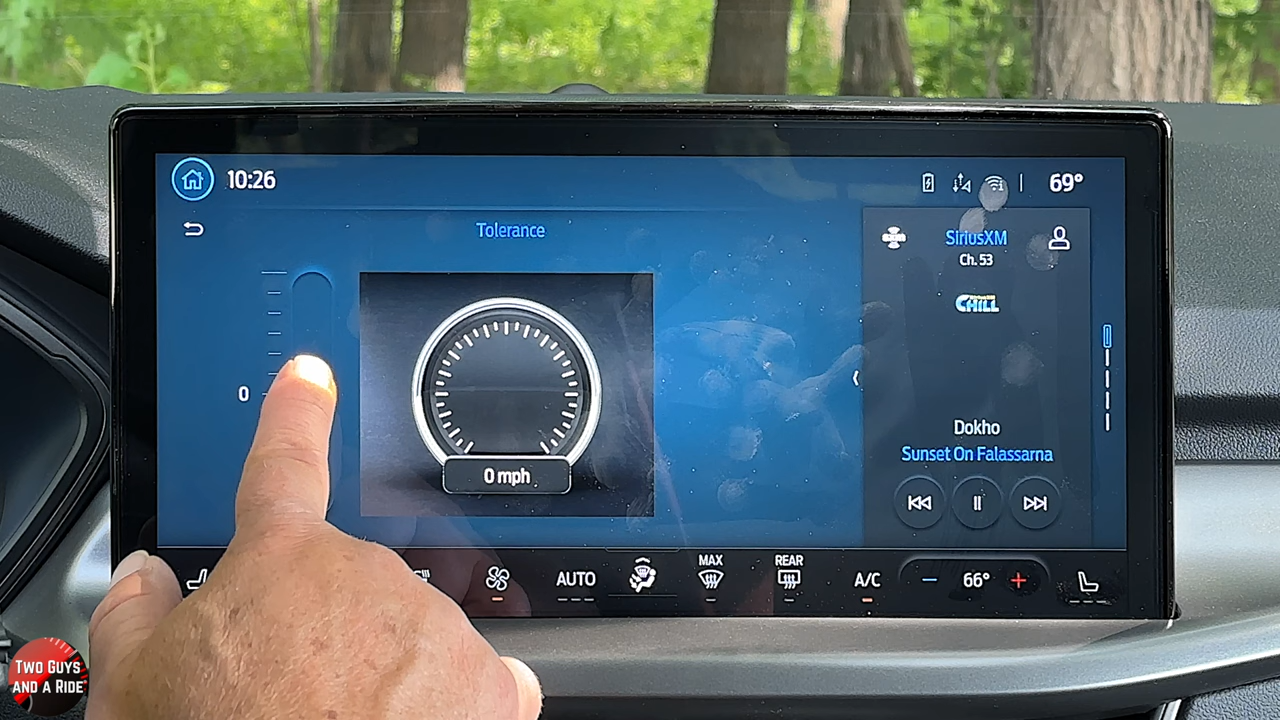 10:26
69°
Tolerance
SiriusXM
Ch. 53
CHILL
0
0 mph
Dokho
Sunset On Falassarna
AUTO
MAX
REAR
A/C
− 66° +
TWO GUYS
AND A RIDE